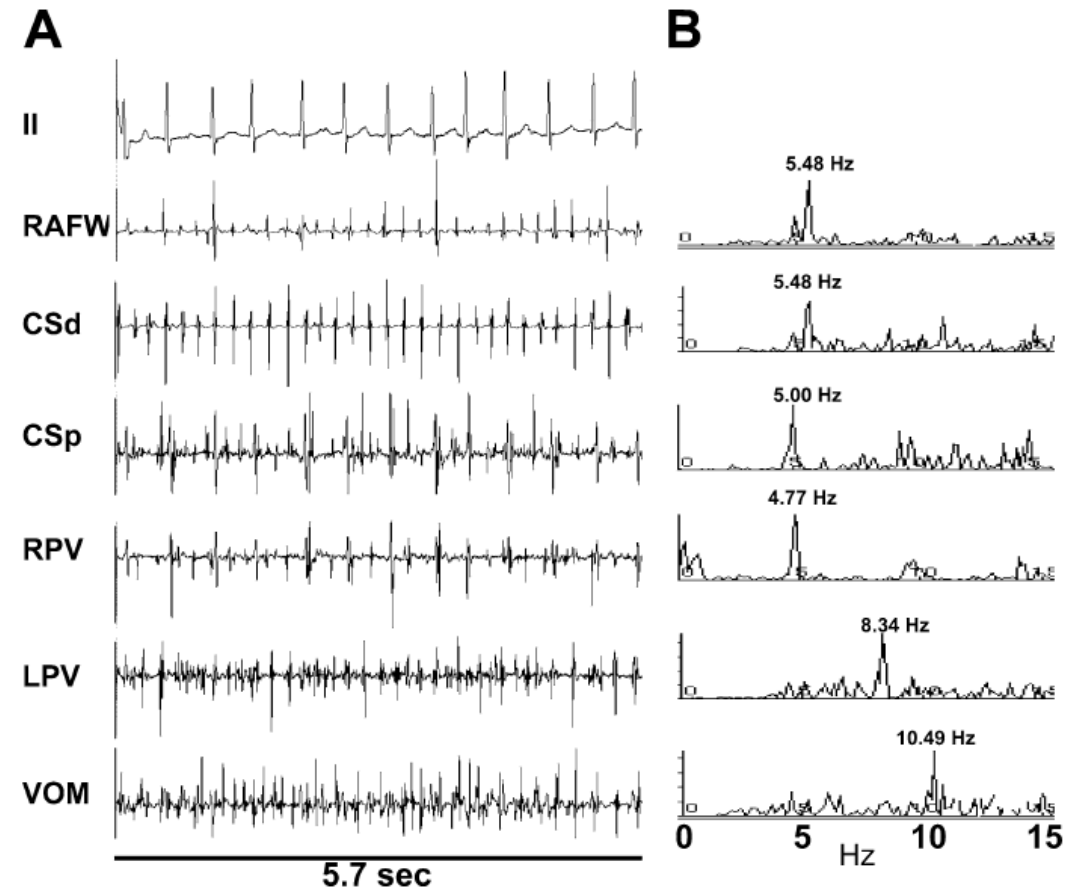 A
B
II
RAFW
CSd
CSp
RPV
LPV
VOM
5.7 sec
5.48 Hz
5.48 Hz
5.00 Hz
4.77 Hz
8.34 Hz
10.49 Hz
0 5 10 15
Hz